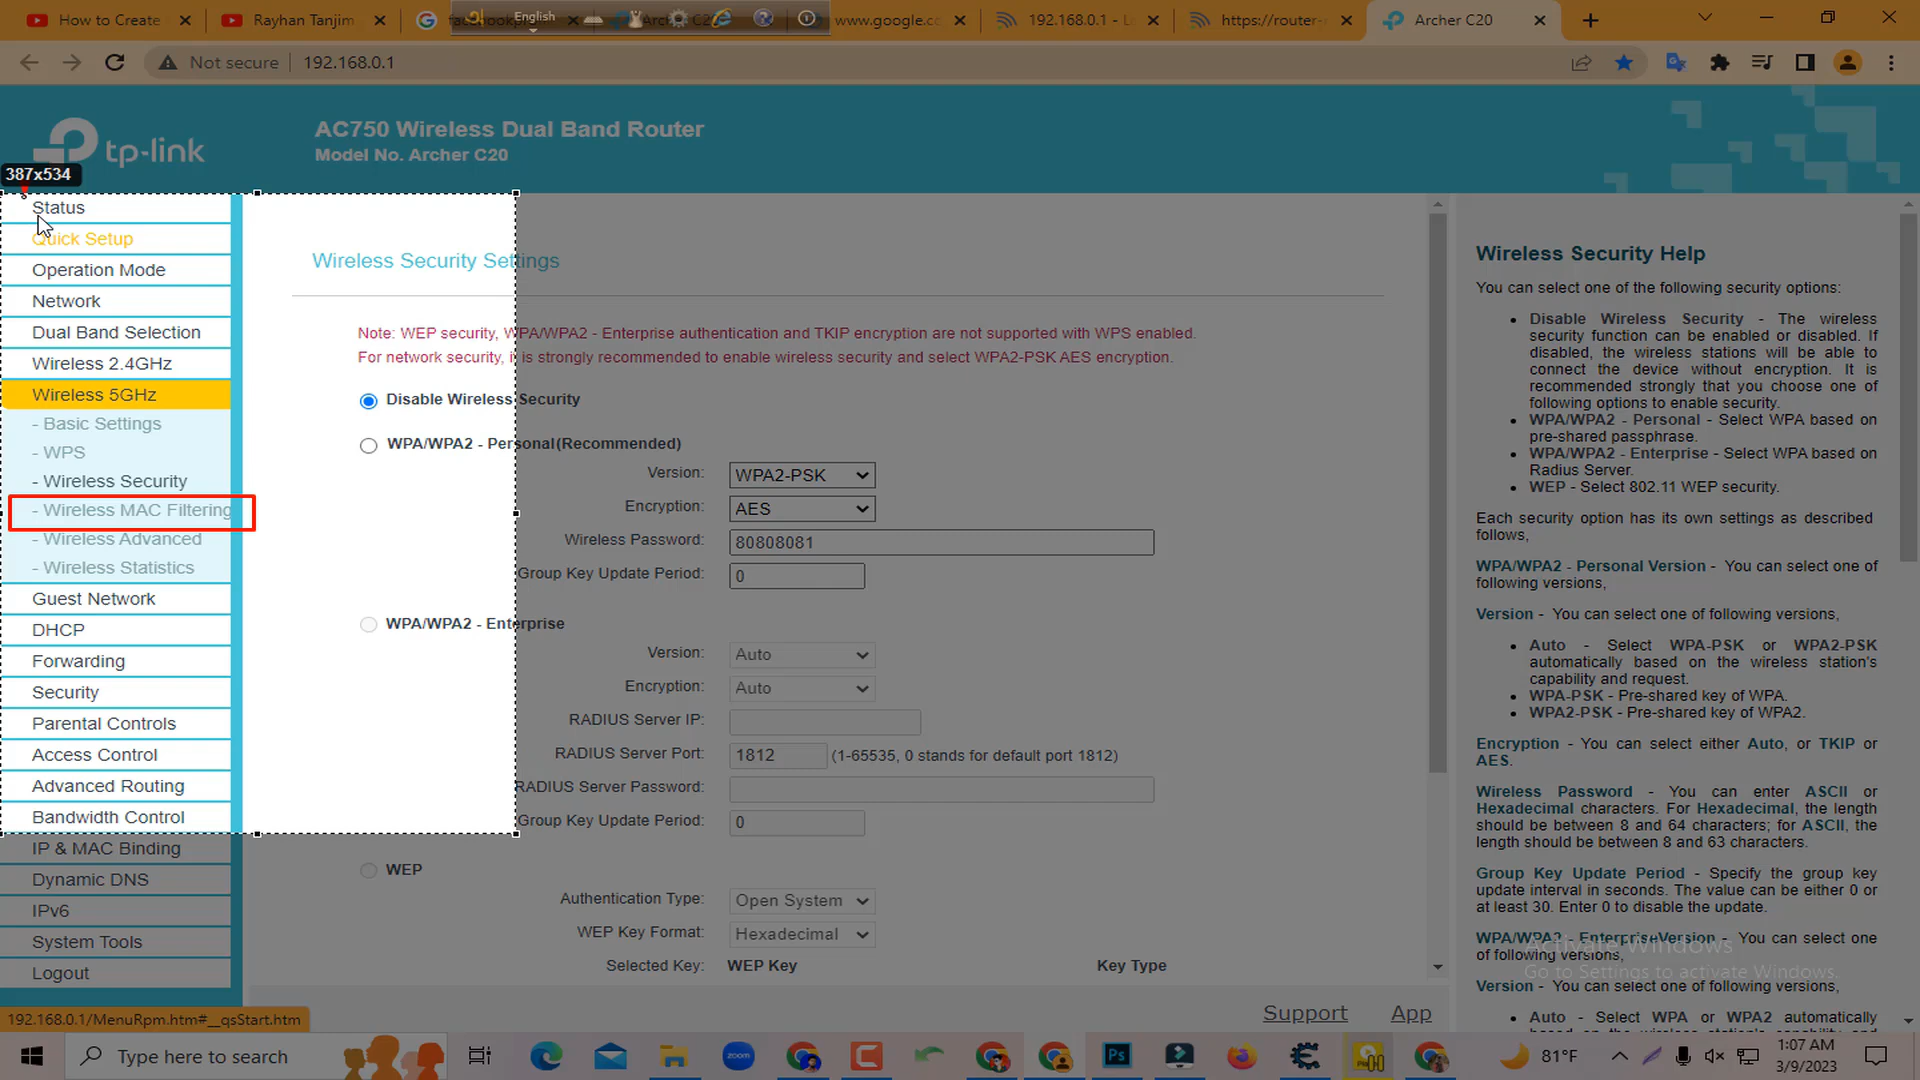 How to Create
Rayhan Tanjim
English
www.google.co
192.168.0.1 - L
https://router-
Archer C20
Not secure
192.168.0.1
tp-link
AC750 Wireless Dual Band Router
Model No. Archer C20
387x534
Status
Quick Setup
Operation Mode
Network
Dual Band Selection
Wireless 2.4GHz
Wireless 5GHz
- Basic Settings
- WPS
- Wireless Security
- Wireless MAC Filtering
- Wireless Advanced
- Wireless Statistics
Guest Network
DHCP
Forwarding
Security
Parental Controls
Access Control
Advanced Routing
Bandwidth Control
IP & MAC Binding
Dynamic DNS
IPv6
System Tools
Logout
Wireless Security Settings
Note: WEP security, WPA/WPA2 - Enterprise authentication and TKIP encryption are not supported with WPS enabled.
For network security, it is strongly recommended to enable wireless security and select WPA2-PSK AES encryption.
Disable Wireless Security
WPA/WPA2 - Personal(Recommended)
Version: WPA2-PSK
Encryption: AES
Wireless Password: 80808081
Group Key Update Period: 0
WPA/WPA2 - Enterprise
Version: Auto
Encryption: Auto
RADIUS Server IP:
RADIUS Server Port: 1812 (1-65535, 0 stands for default port 1812)
RADIUS Server Password:
Group Key Update Period: 0
WEP
Authentication Type: Open System
WEP Key Format: Hexadecimal
Selected Key: WEP Key Key Type
Support App
Wireless Security Help
You can select one of the following security options:
• Disable Wireless Security - The wireless
security function can be enabled or disabled. If
disabled, the wireless stations will be able to
connect the device without encryption. It is
recommended strongly that you choose one of
following options to enable security.
• WPA/WPA2 - Personal - Select WPA based on
pre-shared passphrase.
• WPA/WPA2 - Enterprise - Select WPA based on
Radius Server.
• WEP - Select 802.11 WEP security.
Each security option has its own settings as described
follows,
WPA/WPA2 - Personal Version - You can select one of
following versions,
Version - You can select one of following versions,
• Auto - Select WPA-PSK or WPA2-PSK
automatically based on the wireless station's
capability and request.
• WPA-PSK - Pre-shared key of WPA.
• WPA2-PSK - Pre-shared key of WPA2.
Encryption - You can select either Auto, or TKIP or
AES.
Wireless Password - You can enter ASCII or
Hexadecimal characters. For Hexadecimal, the length
should be between 8 and 64 characters; for ASCII, the
length should be between 8 and 63 characters.
Group Key Update Period - Specify the group key
update interval in seconds. The value can be either 0 or
at least 30. Enter 0 to disable the update.
WPA/WPA2 - EnterpriseVersion - You can select one
of following versions,
Version - You can select one of following versions,
• Auto - Select WPA or WPA2 automatically
Activate Windows
Go to Settings to activate Windows.
192.168.0.1/MenuRpm.htm#__qsStart.htm
Type here to search
zoom
Ps
81°F
1:07 AM
3/9/2023